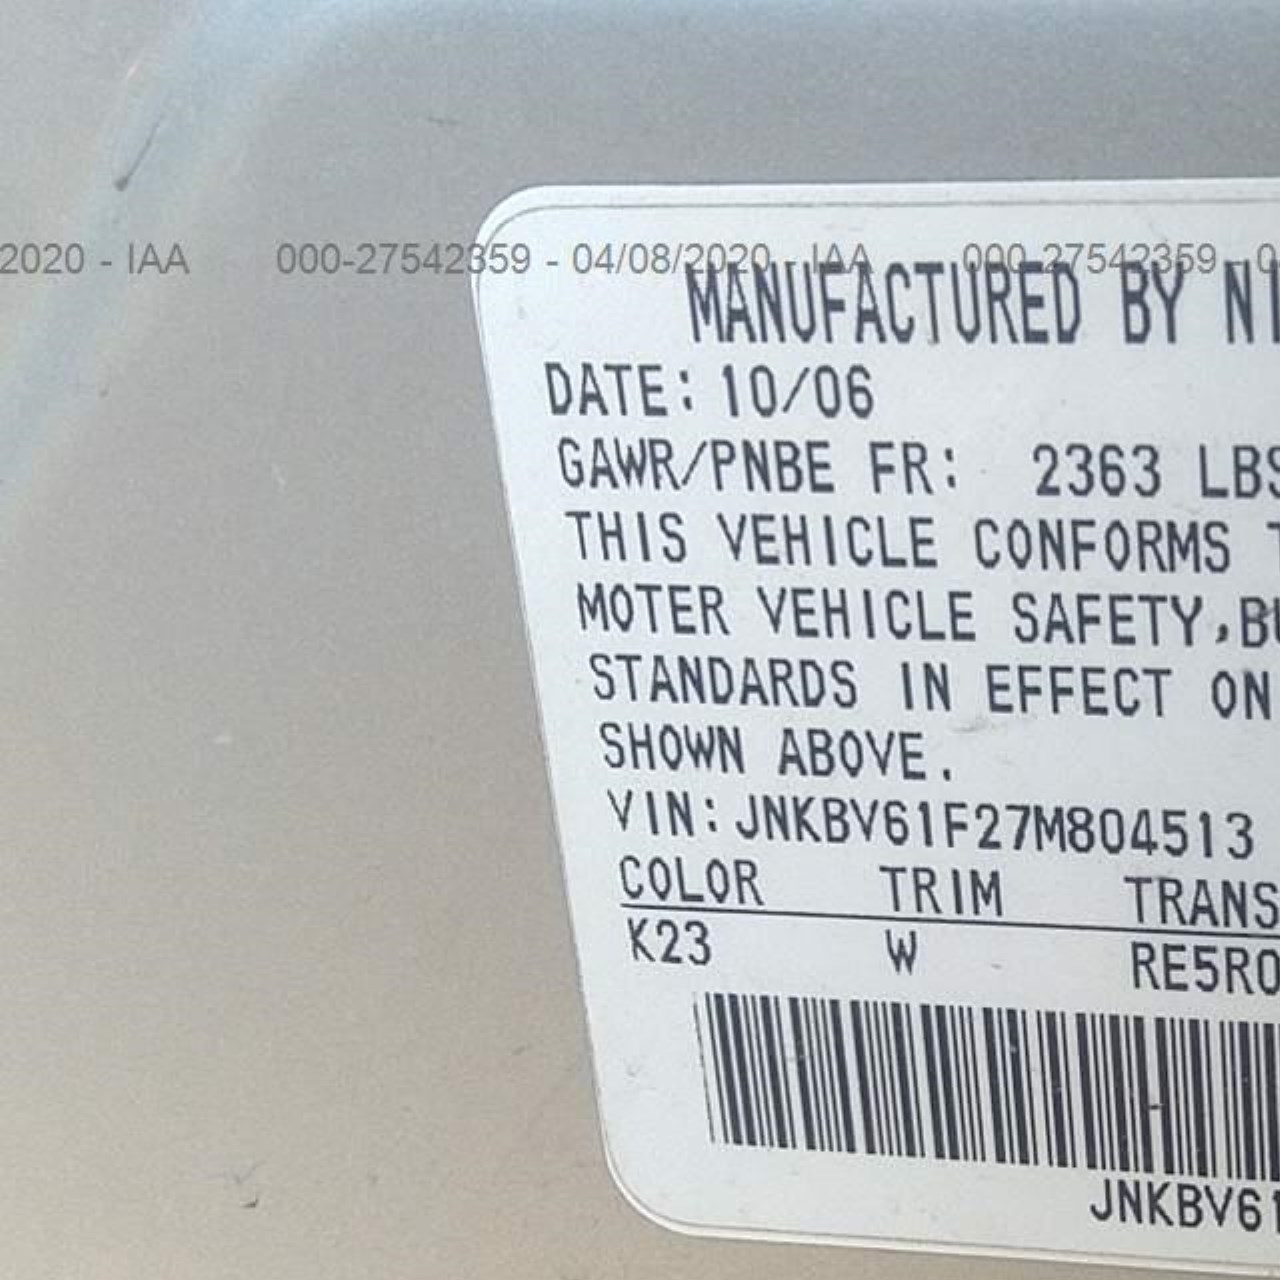 2020 - IAA 000-27542359 - 04/08/2020 - IAA 000-27542359 - 0
MANUFACTURED BY NI
DATE: 10/06
GAWR/PNBE FR: 2363 LBS
THIS VEHICLE CONFORMS T
MOTER VEHICLE SAFETY,BU
STANDARDS IN EFFECT ON
SHOWN ABOVE.
VIN:JNKBV61F27M804513
COLOR TRIM TRANS
K23 W RE5R0
JNKBV61